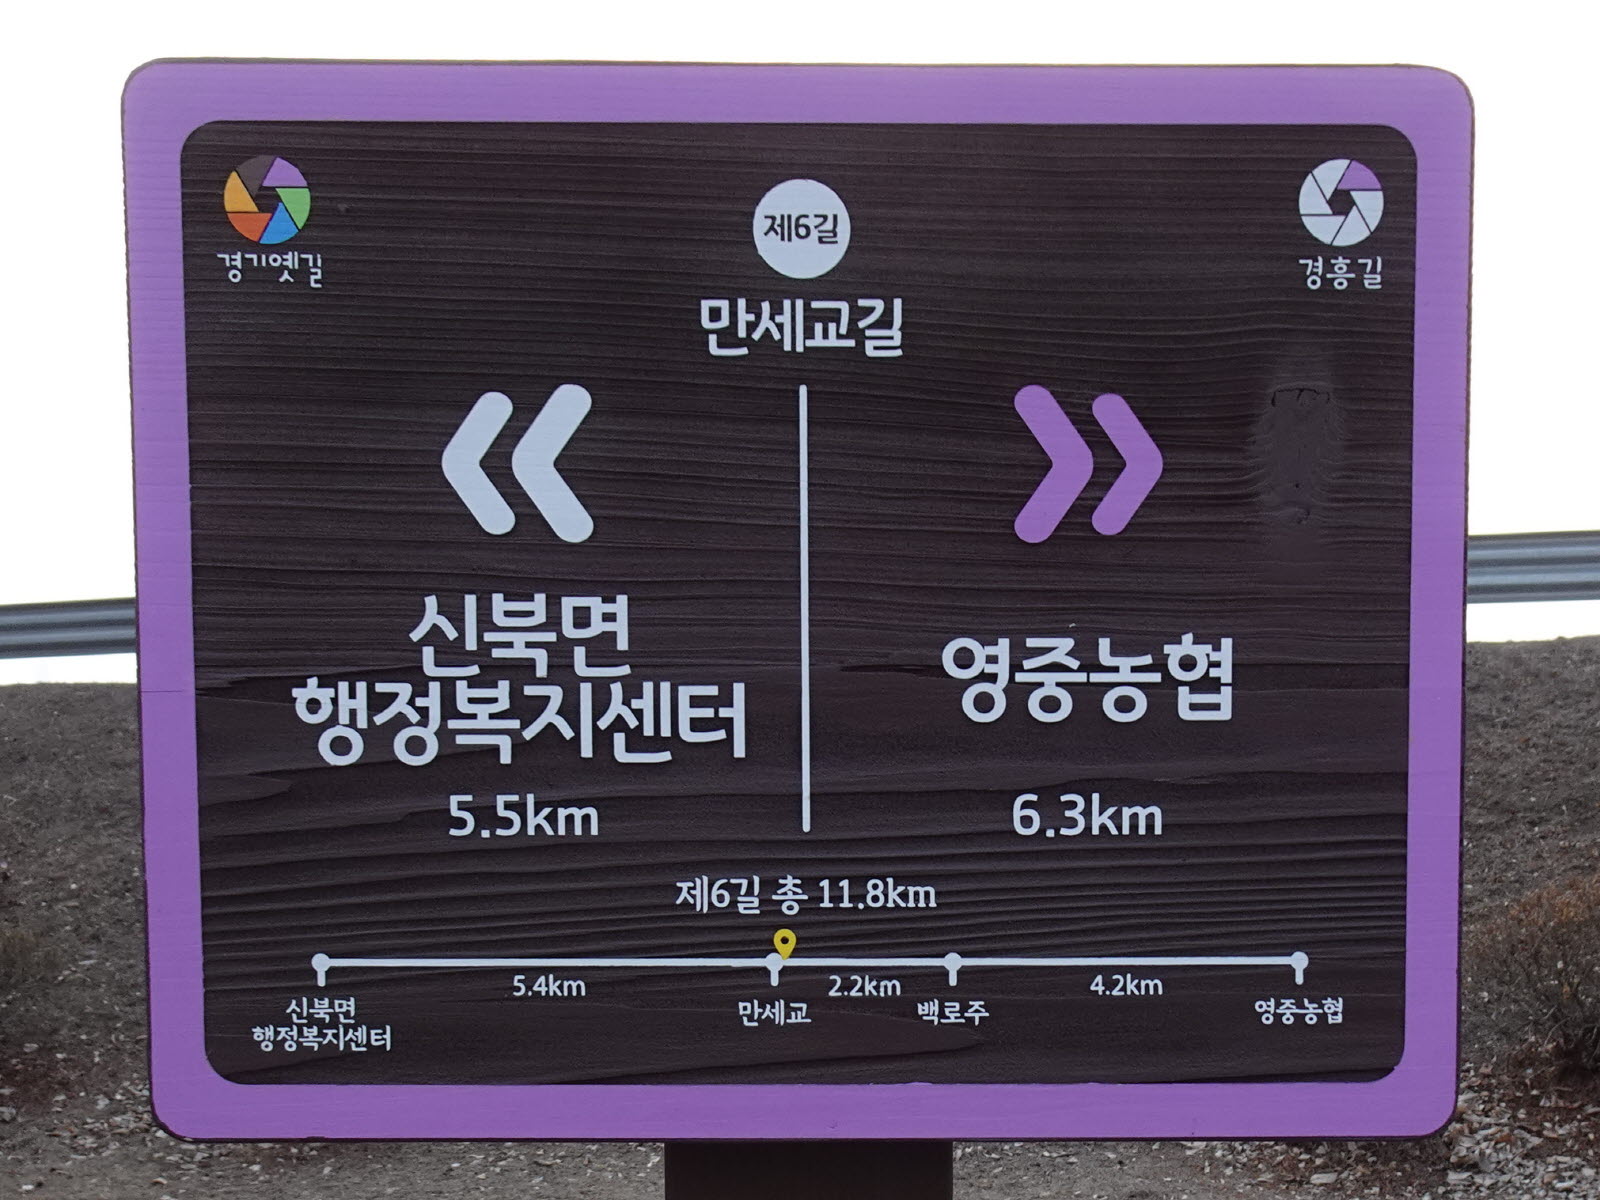 경기옛길
제6길
경흥길
만세교길
신북면
행정복지센터
영중농협
5.5km
6.3km
제6길 총 11.8km
5.4km
2.2km
4.2km
신북면
행정복지센터
만세교
백로주
영중농협